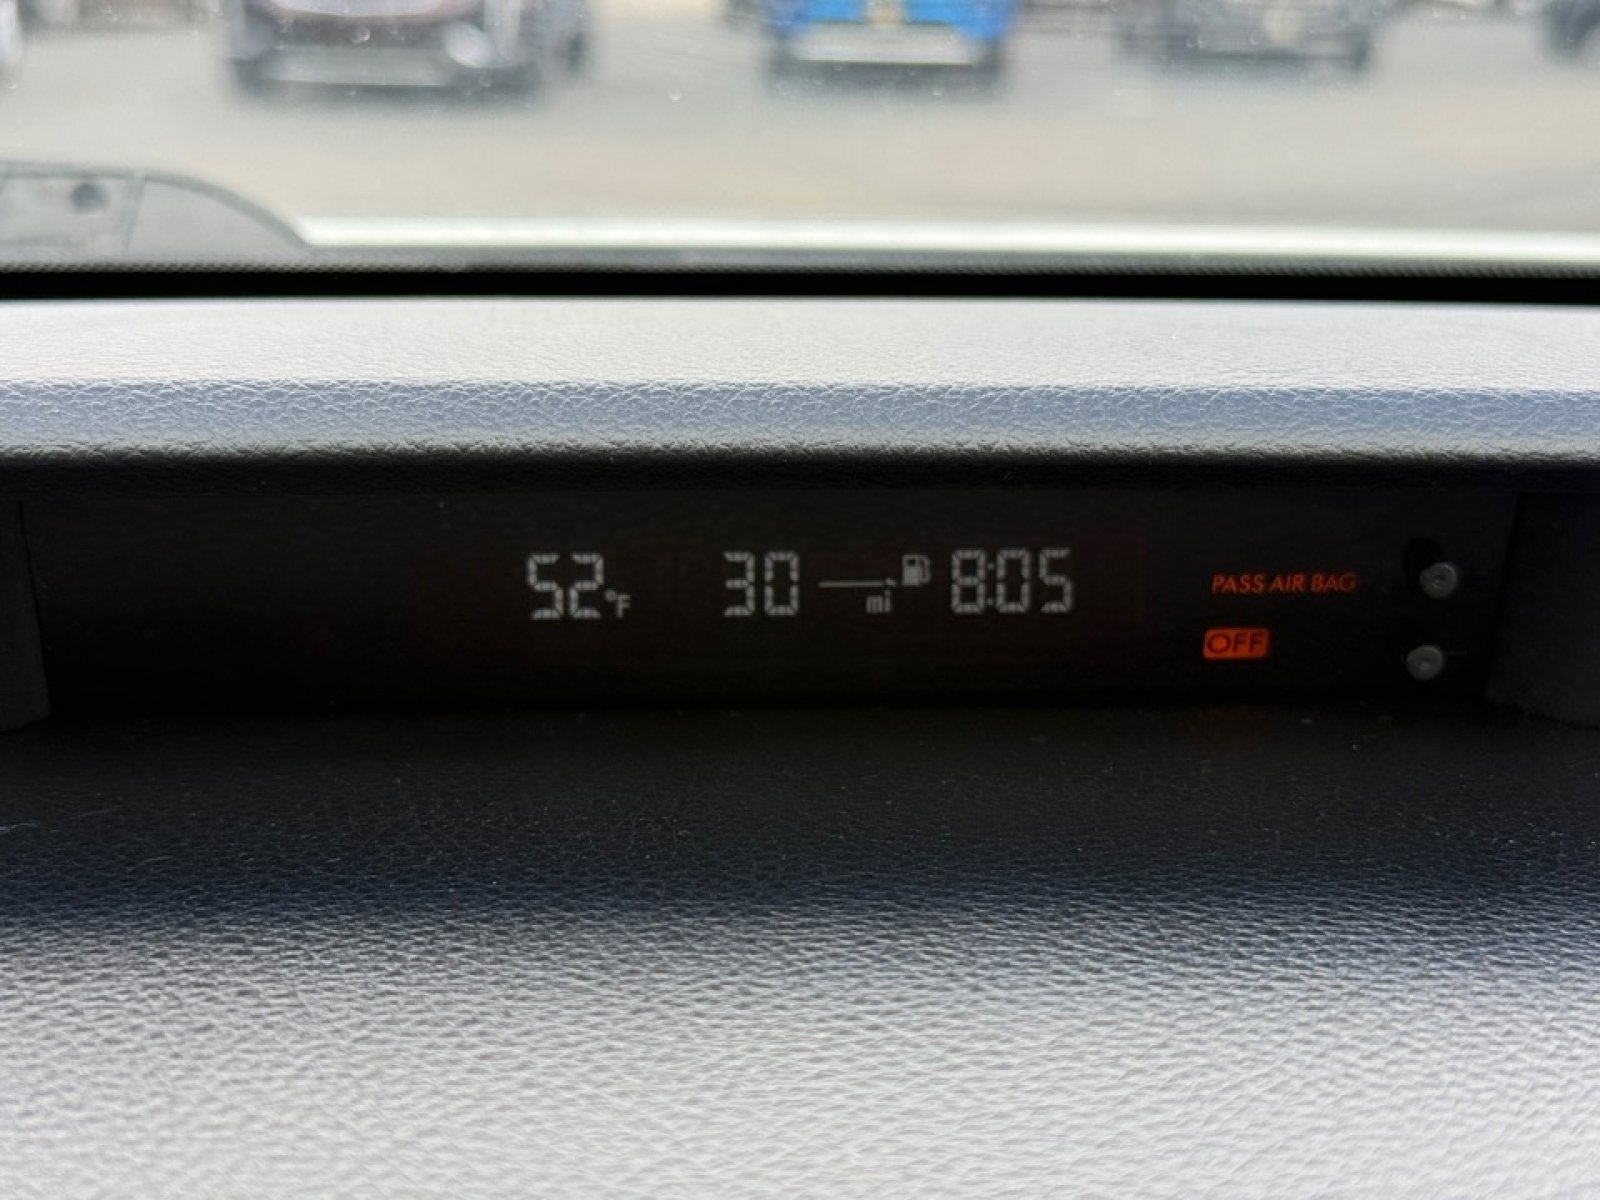 52°F 30 mi 8:05
PASS AIR BAG
OFF